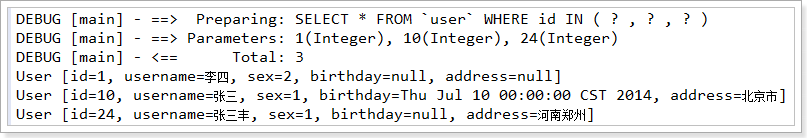 DEBUG [main] - ==>  Preparing: SELECT * FROM `user` WHERE id IN ( ? , ? , ? )
DEBUG [main] - ==> Parameters: 1(Integer), 10(Integer), 24(Integer)
DEBUG [main] - <==      Total: 3
User [id=1, username=李四, sex=2, birthday=null, address=null]
User [id=10, username=张三, sex=1, birthday=Thu Jul 10 00:00:00 CST 2014, address=北京市]
User [id=24, username=张三丰, sex=1, birthday=null, address=河南郑州]